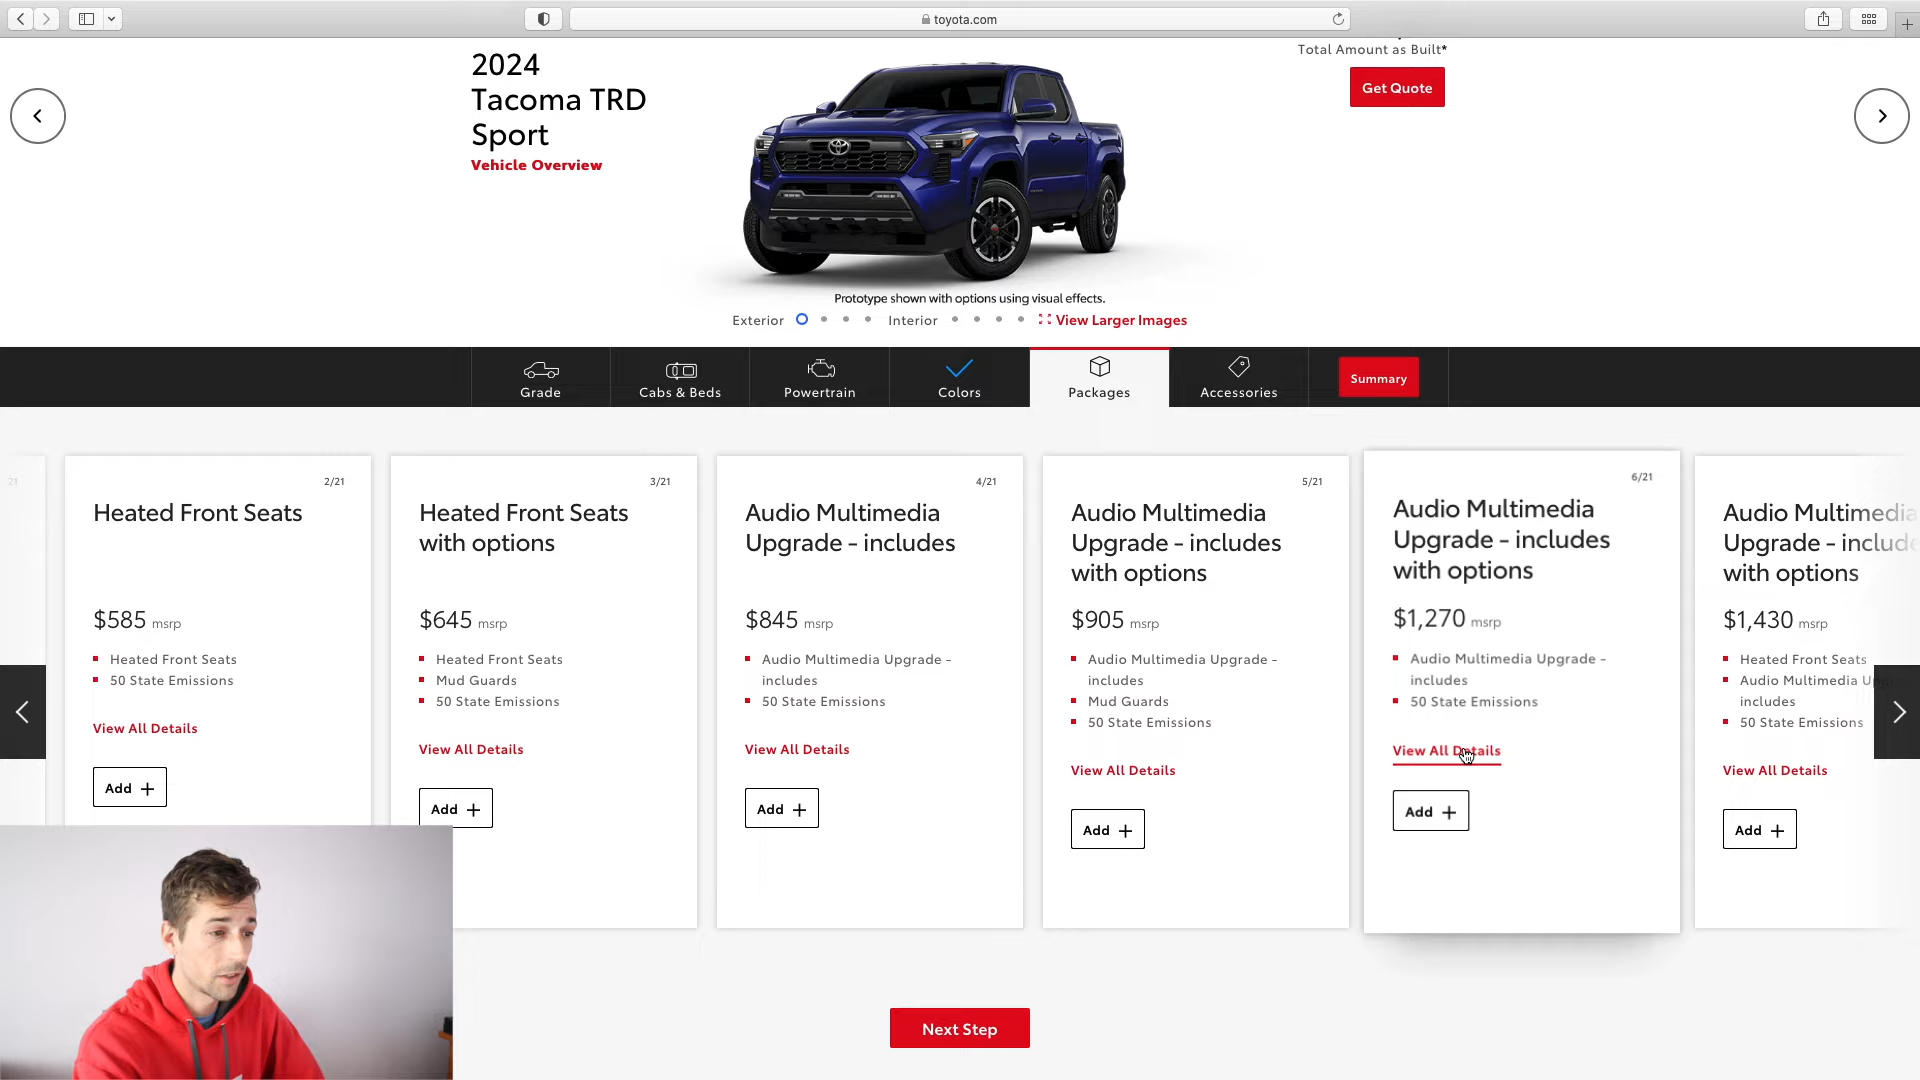 toyota.com
2024
Tacoma TRD
Sport
Vehicle Overview
Total Amount as Built*
Get Quote
Prototype shown with options using visual effects.
Exterior
Interior
View Larger Images
Grade
Cabs & Beds
Powertrain
Colors
Packages
Accessories
Summary
21
2/21
Heated Front Seats
$585 msrp
Heated Front Seats
50 State Emissions
View All Details
Add +
3/21
Heated Front Seats
with options
$645 msrp
Heated Front Seats
Mud Guards
50 State Emissions
View All Details
Add +
4/21
Audio Multimedia
Upgrade - includes
$845 msrp
Audio Multimedia Upgrade -
includes
50 State Emissions
View All Details
Add +
5/21
Audio Multimedia
Upgrade - includes
with options
$905 msrp
Audio Multimedia Upgrade -
includes
Mud Guards
50 State Emissions
View All Details
Add +
6/21
Audio Multimedia
Upgrade - includes
with options
$1,270 msrp
Audio Multimedia Upgrade -
includes
50 State Emissions
View All Details
Add +
Audio Multimedia
Upgrade - include
with options
$1,430 msrp
Heated Front Seats
Audio Multimedia Upg
includes
50 State Emissions
View All Details
Add +
Next Step